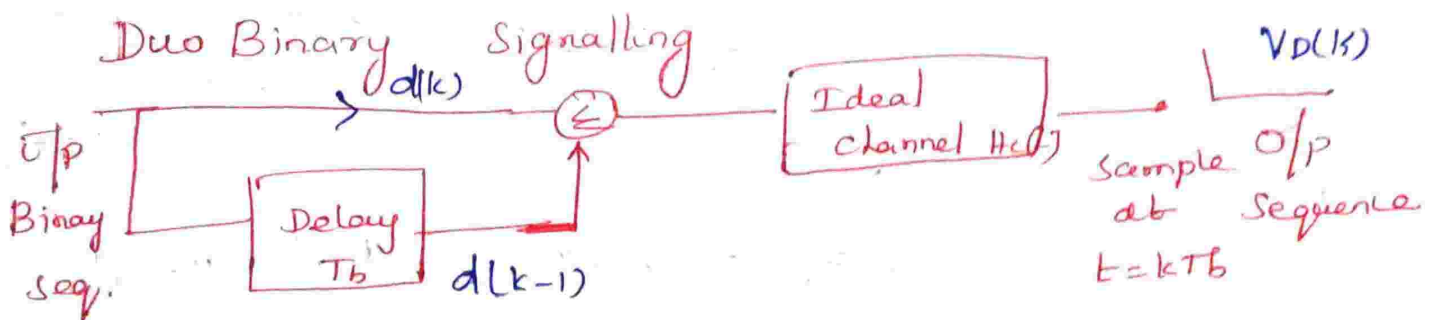 Duo Binary Signalling
d(k)
VD(k)
i/p
Binay
seq.
Delay
Tb
d(k-1)
Σ
Ideal
channel Hc(f)
sample
at
t=kTb
O/p
Sequence